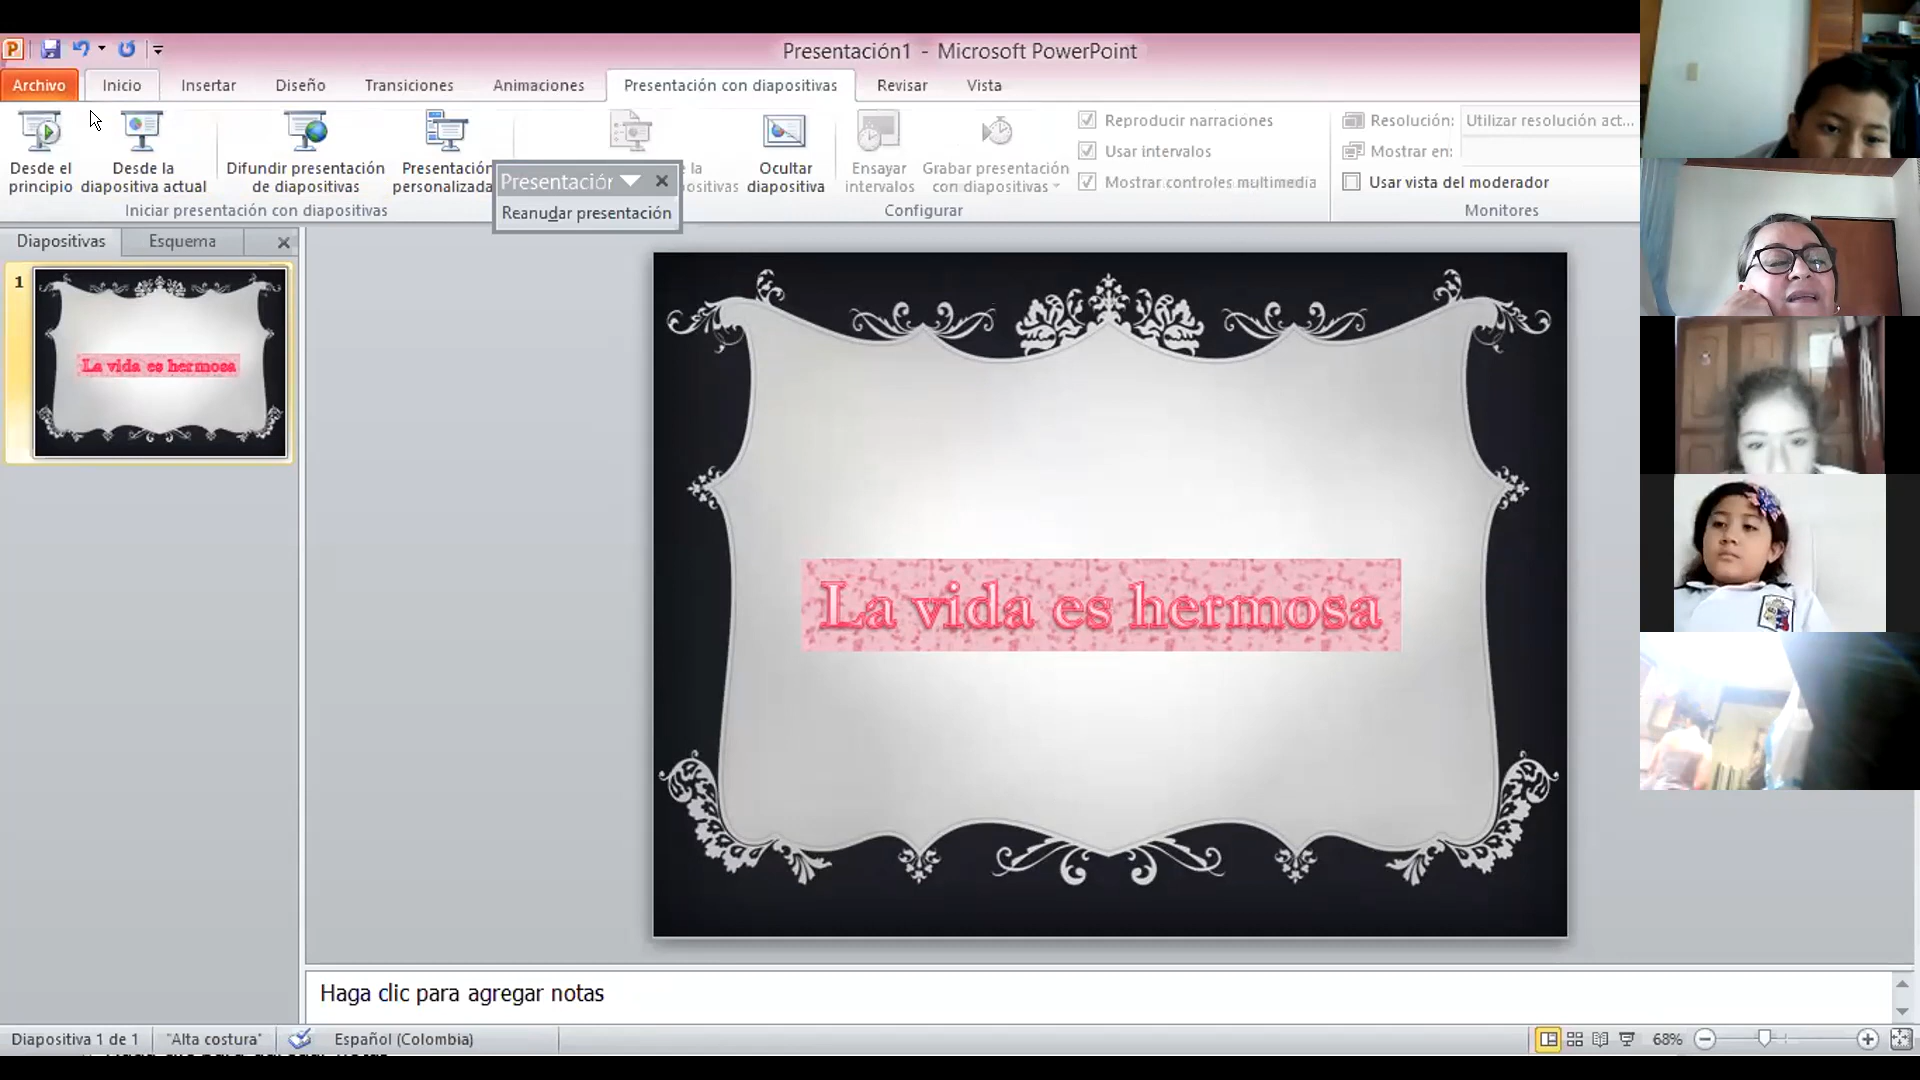 Presentación1 - Microsoft PowerPoint
Archivo
Inicio
Insertar
Diseño
Transiciones
Animaciones
Presentación con diapositivas
Revisar
Vista
Desde el
principio
Desde la
diapositiva actual
Difundir presentación
de diapositivas
Presentación
personalizada
Ocultar
diapositiva
Ensayar
intervalos
Grabar presentación
con diapositivas
Reproducir narraciones
Usar intervalos
Mostrar controles multimedia
Resolución:
Utilizar resolución act...
Mostrar en:
Usar vista del moderador
Iniciar presentación con diapositivas
Configurar
Monitores
Presentación
Reanudar presentación
Diapositivas
Esquema
1
La vida es hermosa
La vida es hermosa
Haga clic para agregar notas
Diapositiva 1 de 1
"Alta costura"
Español (Colombia)
68%